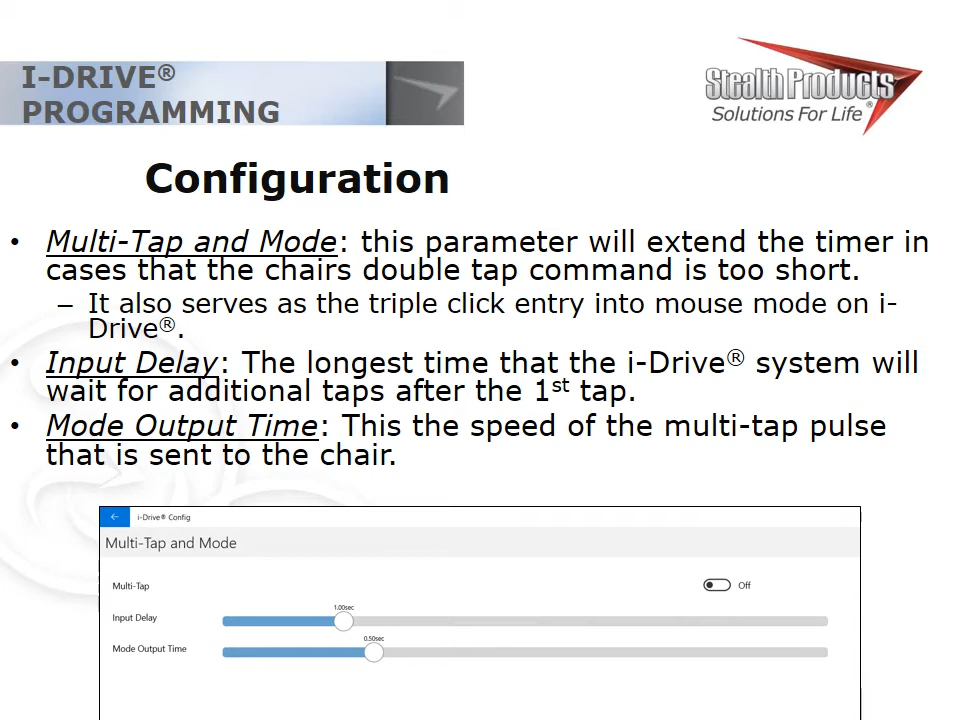 I-DRIVE®
PROGRAMMING
Stealth Products®
Solutions For Life
Configuration
• Multi-Tap and Mode: this parameter will extend the timer in
cases that the chairs double tap command is too short.
– It also serves as the triple click entry into mouse mode on i-
Drive®.
• Input Delay: The longest time that the i-Drive® system will
wait for additional taps after the 1st tap.
• Mode Output Time: This the speed of the multi-tap pulse
that is sent to the chair.
← i-Drive® Config
Multi-Tap and Mode
Multi-Tap Off
1.00sec
Input Delay
0.50sec
Mode Output Time